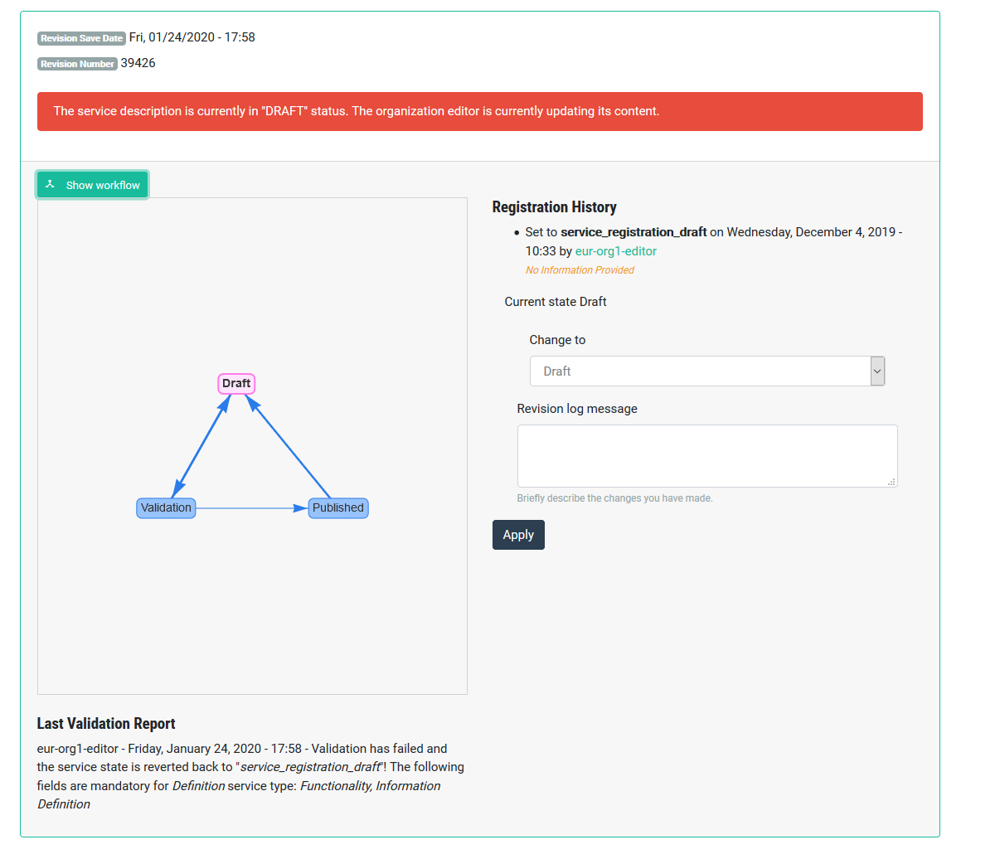 Revision Save Date Fri, 01/24/2020 - 17:58
Revision Number 39426
The service description is currently in "DRAFT" status. The organization editor is currently updating its content.
Show workflow
Draft
Validation
Published
Registration History
Set to service_registration_draft on Wednesday, December 4, 2019 -
10:33 by eur-org1-editor
No Information Provided
Current state Draft
Change to
Draft
Revision log message
Briefly describe the changes you have made.
Apply
Last Validation Report
eur-org1-editor - Friday, January 24, 2020 - 17:58 - Validation has failed and
the service state is reverted back to "service_registration_draft"! The following
fields are mandatory for Definition service type: Functionality, Information
Definition